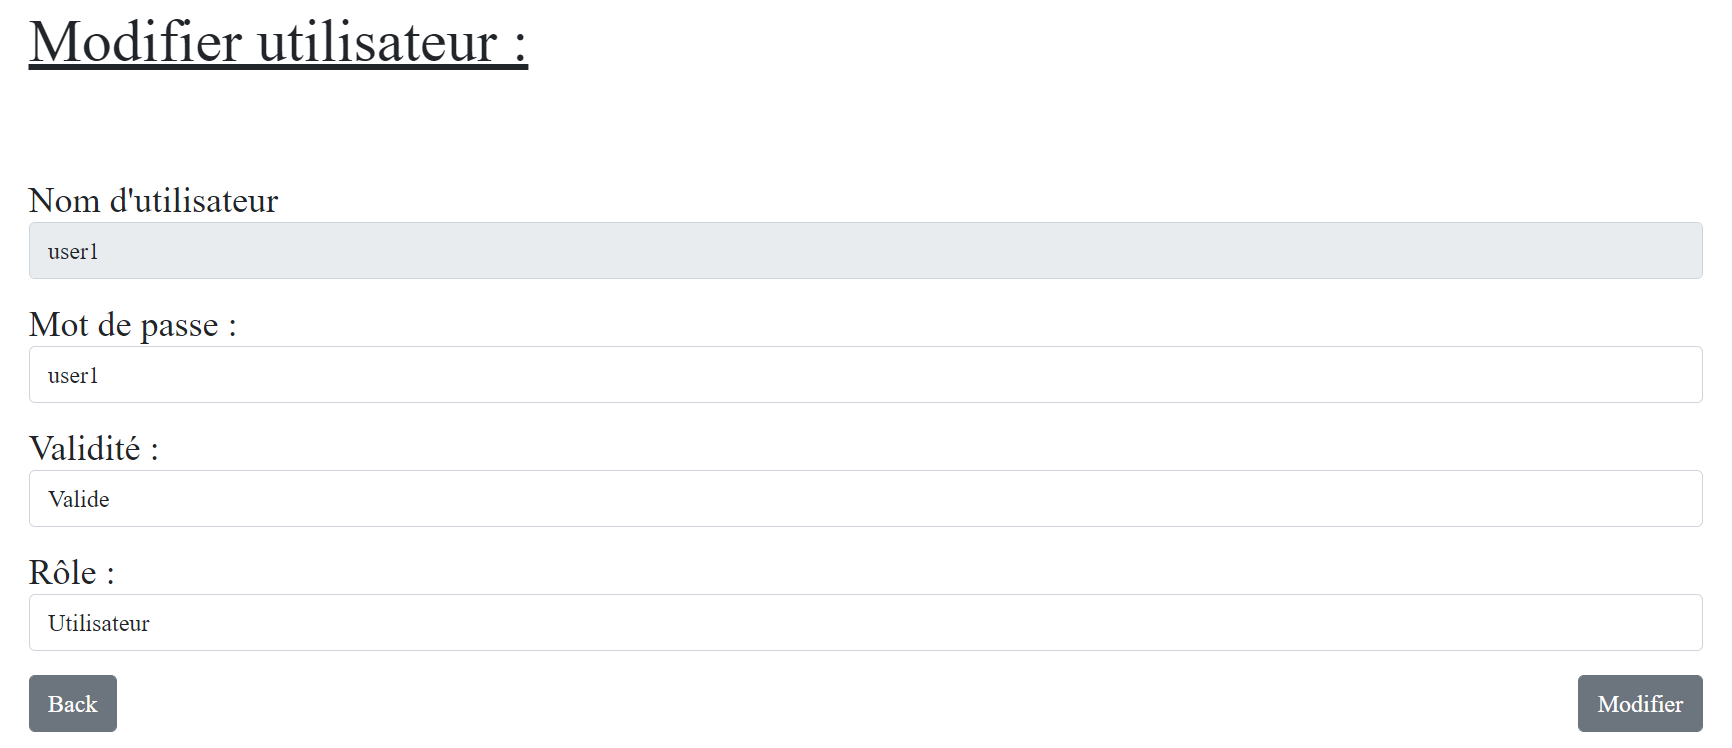 Modifier utilisateur :
Nom d'utilisateur
user1
Mot de passe :
user1
Validité :
Valide
Rôle :
Utilisateur
Back Modifier